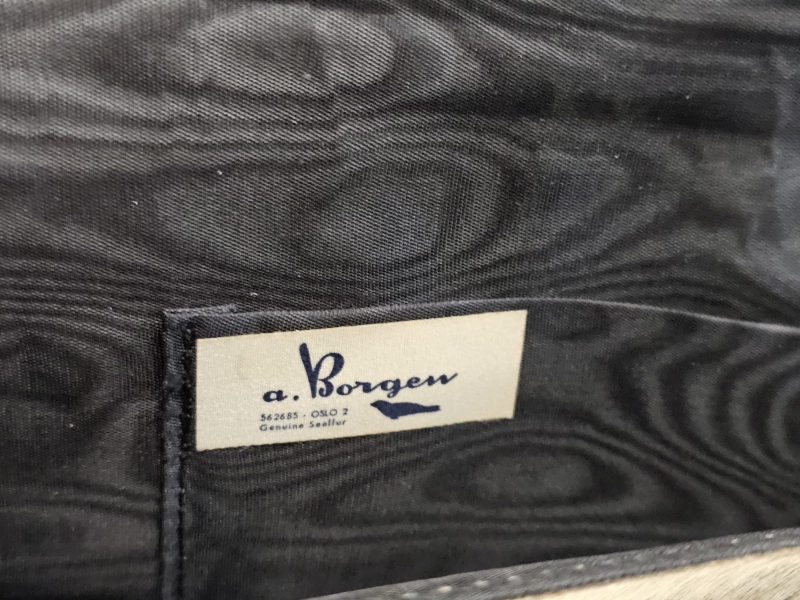 a. Borgen
562685 - OSLO 2
Genuine Sealfur